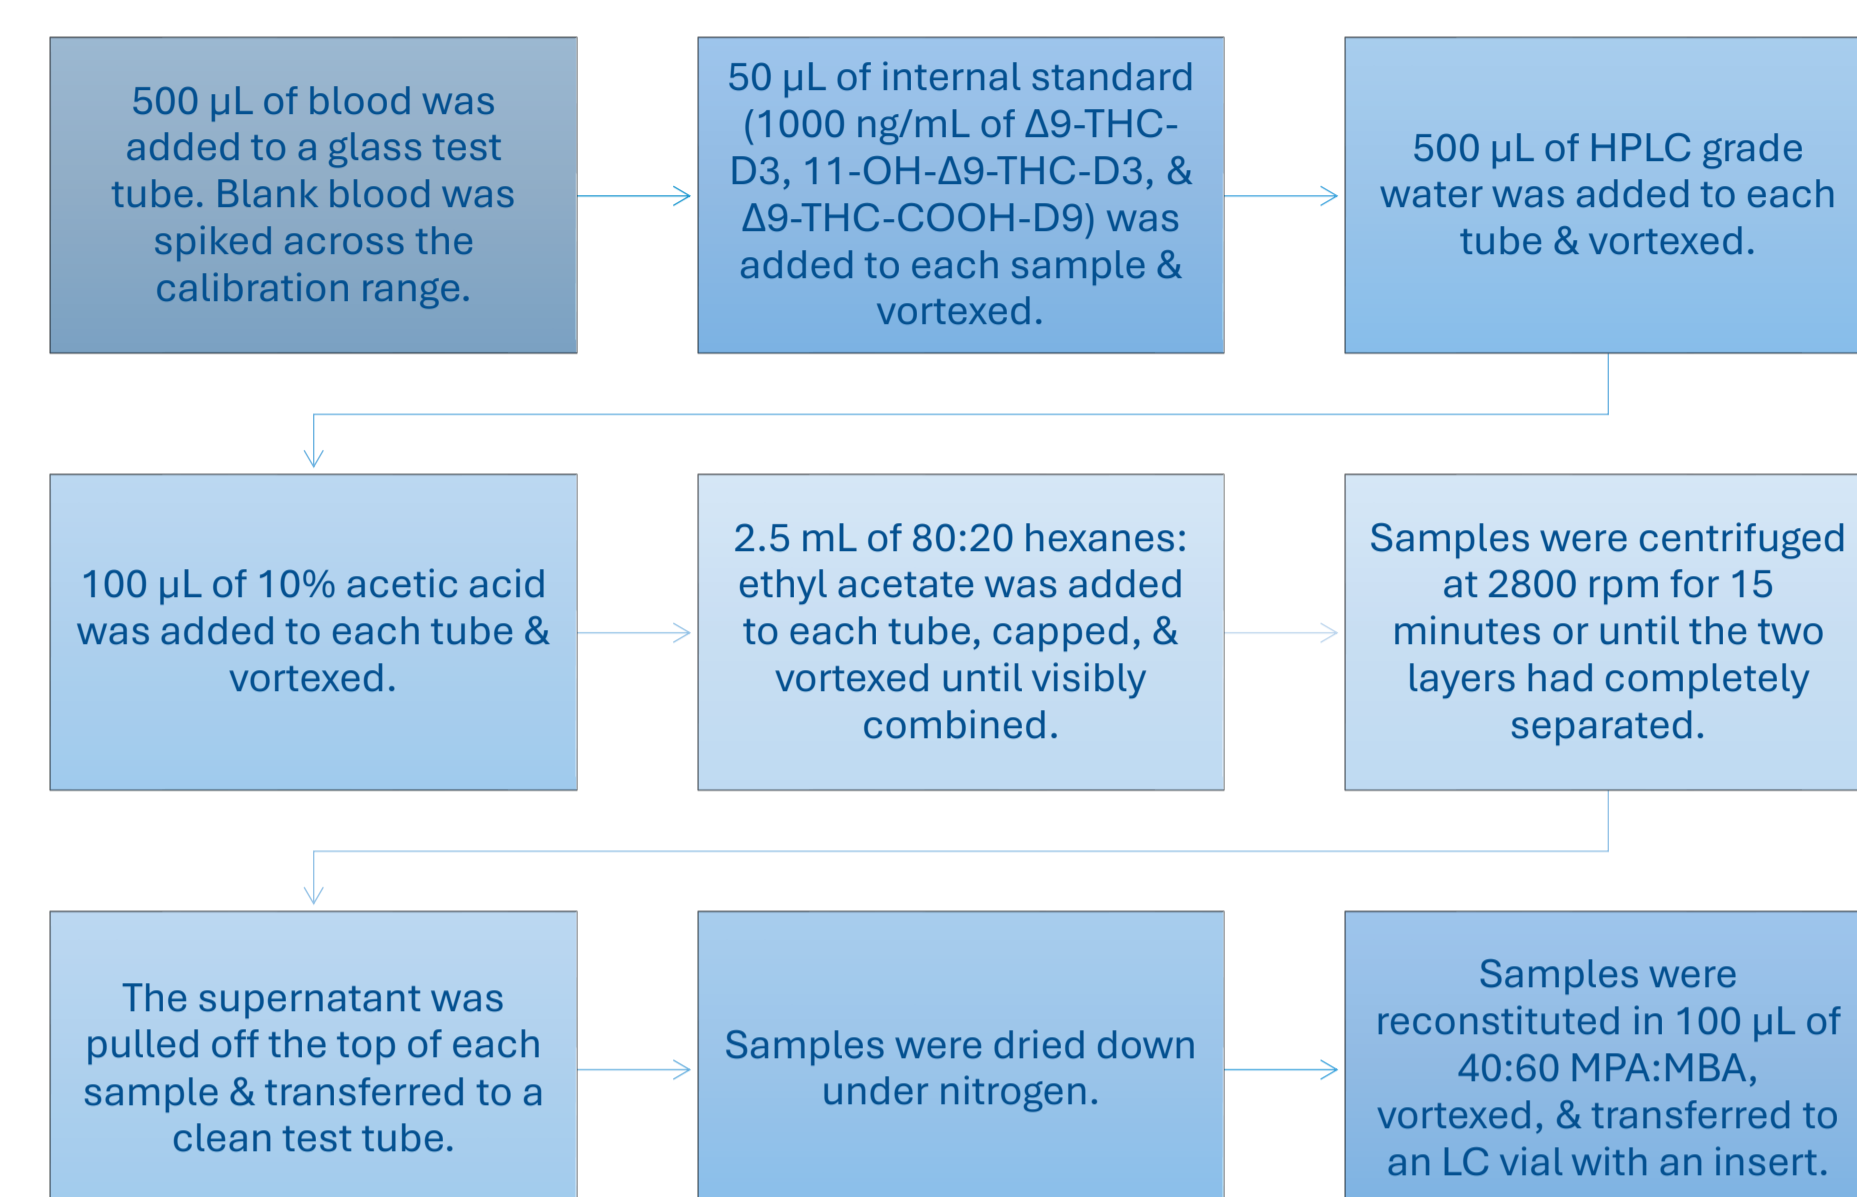 500 µL of blood was
added to a glass test
tube. Blank blood was
spiked across the
calibration range.
50 µL of internal standard
(1000 ng/mL of Δ9-THC-
D3, 11-OH-Δ9-THC-D3, &
Δ9-THC-COOH-D9) was
added to each sample &
vortexed.
500 µL of HPLC grade
water was added to each
tube & vortexed.
100 µL of 10% acetic acid
was added to each tube &
vortexed.
2.5 mL of 80:20 hexanes:
ethyl acetate was added
to each tube, capped, &
vortexed until visibly
combined.
Samples were centrifuged
at 2800 rpm for 15
minutes or until the two
layers had completely
separated.
The supernatant was
pulled off the top of each
sample & transferred to a
clean test tube.
Samples were dried down
under nitrogen.
Samples were
reconstituted in 100 µL of
40:60 MPA:MBA,
vortexed, & transferred to
an LC vial with an insert.